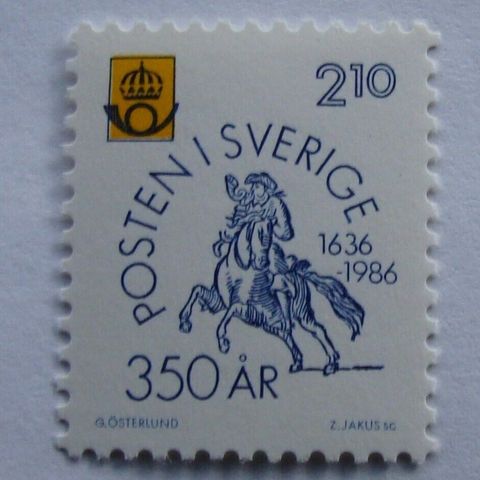 210
POSTEN I SVERIGE
1636
-1986
350 ÅR
G.ÖSTERLUND
Z.JAKUS SC